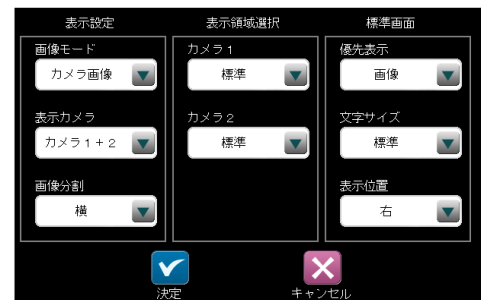 表示設定
画像モード
カメラ画像
表示カメラ
カメラ1+2
画像分割
横
表示領域選択
カメラ1
標準
カメラ2
標準
標準画面
優先表示
画像
文字サイズ
標準
表示位置
右
決定
キャンセル